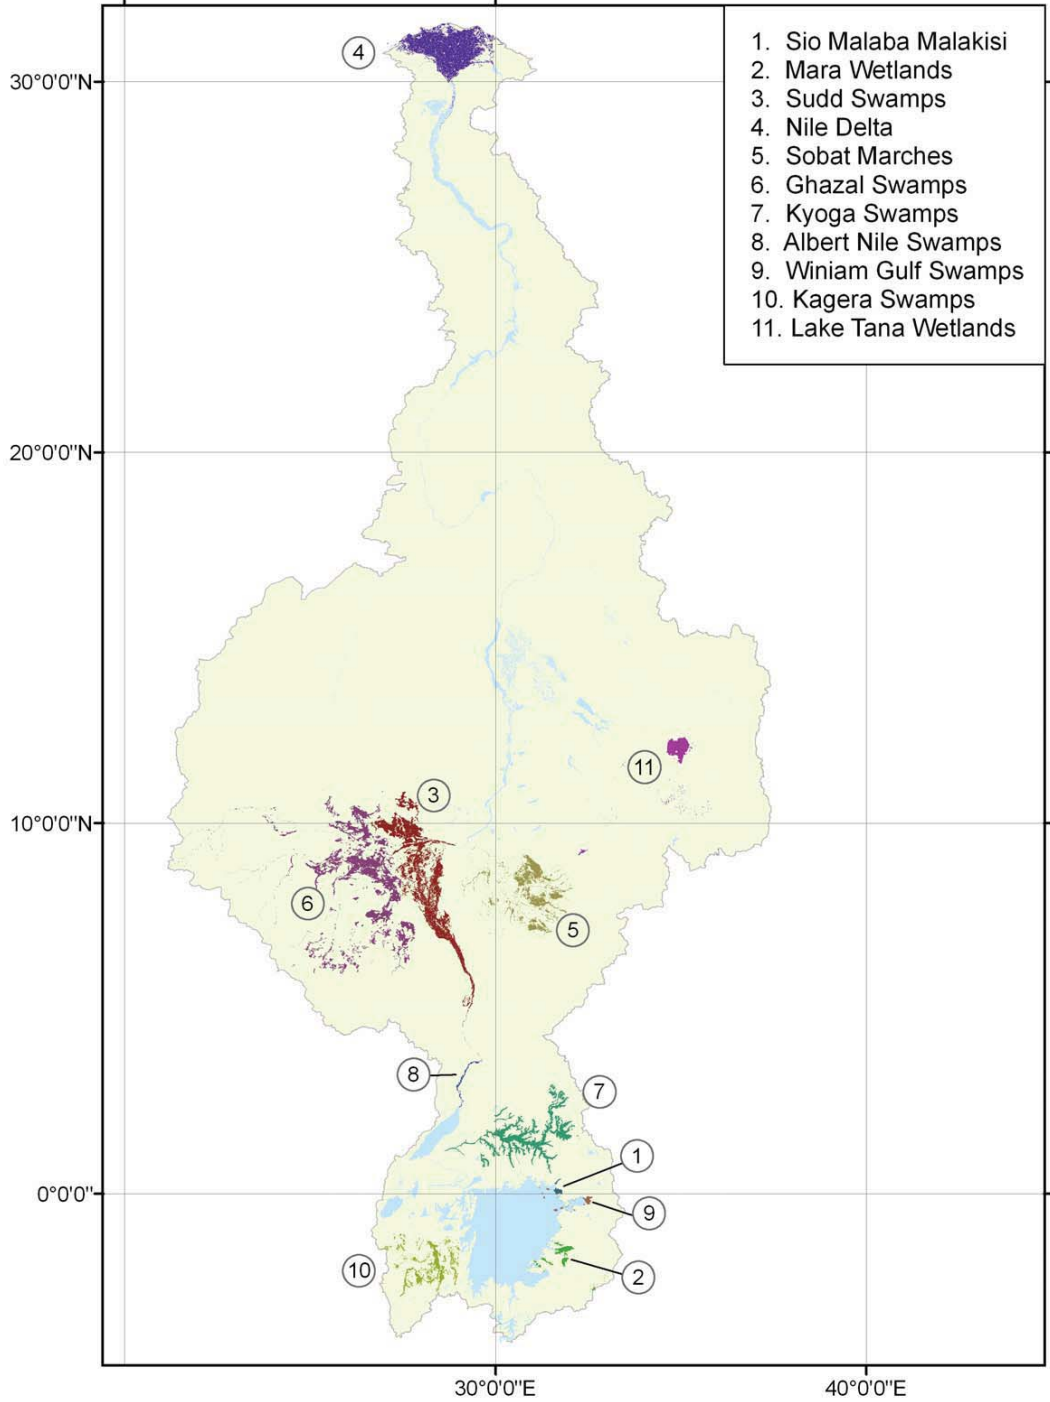 1. Sio Malaba Malakisi
2. Mara Wetlands
3. Sudd Swamps
4. Nile Delta
5. Sobat Marches
6. Ghazal Swamps
7. Kyoga Swamps
8. Albert Nile Swamps
9. Winiam Gulf Swamps
10. Kagera Swamps
11. Lake Tana Wetlands
4
30°0'0"N
20°0'0"N
11
3
10°0'0"N
6
5
8
7
1
0°0'0"
9
10
2
30°0'0"E
40°0'0"E